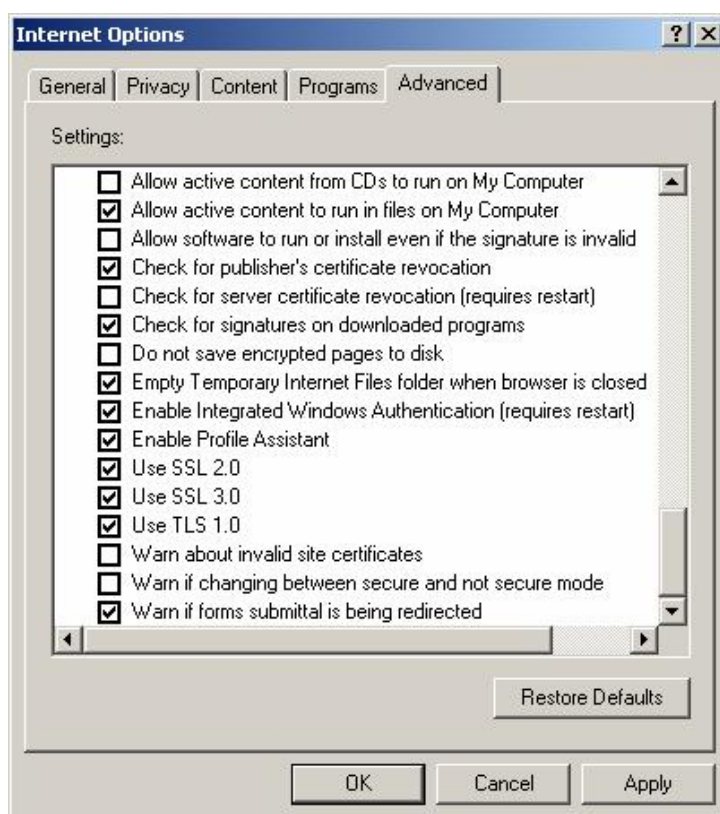 Internet Options
General Privacy Content Programs Advanced
Settings:
Allow active content from CDs to run on My Computer
Allow active content to run in files on My Computer
Allow software to run or install even if the signature is invalid
Check for publisher's certificate revocation
Check for server certificate revocation (requires restart)
Check for signatures on downloaded programs
Do not save encrypted pages to disk
Empty Temporary Internet Files folder when browser is closed
Enable Integrated Windows Authentication (requires restart)
Enable Profile Assistant
Use SSL 2.0
Use SSL 3.0
Use TLS 1.0
Warn about invalid site certificates
Warn if changing between secure and not secure mode
Warn if forms submittal is being redirected
Restore Defaults
OK Cancel Apply